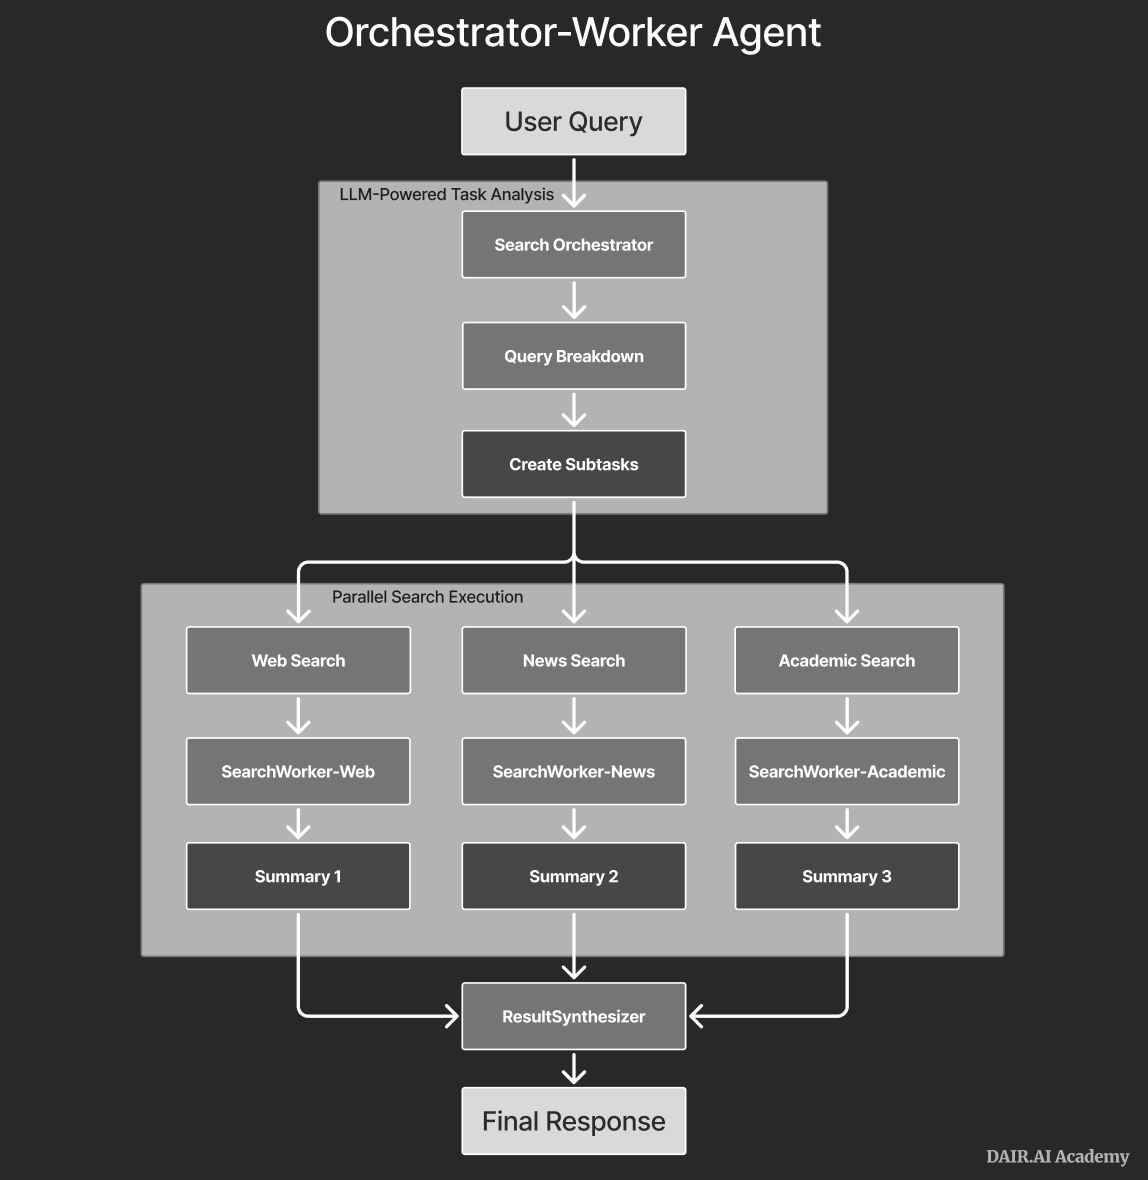 Orchestrator-Worker Agent
User Query
LLM-Powered Task Analysis
Search Orchestrator
Query Breakdown
Create Subtasks
Parallel Search Execution
Web Search
News Search
Academic Search
SearchWorker-Web
SearchWorker-News
SearchWorker-Academic
Summary 1
Summary 2
Summary 3
ResultSynthesizer
Final Response
DAIR.AI Academy